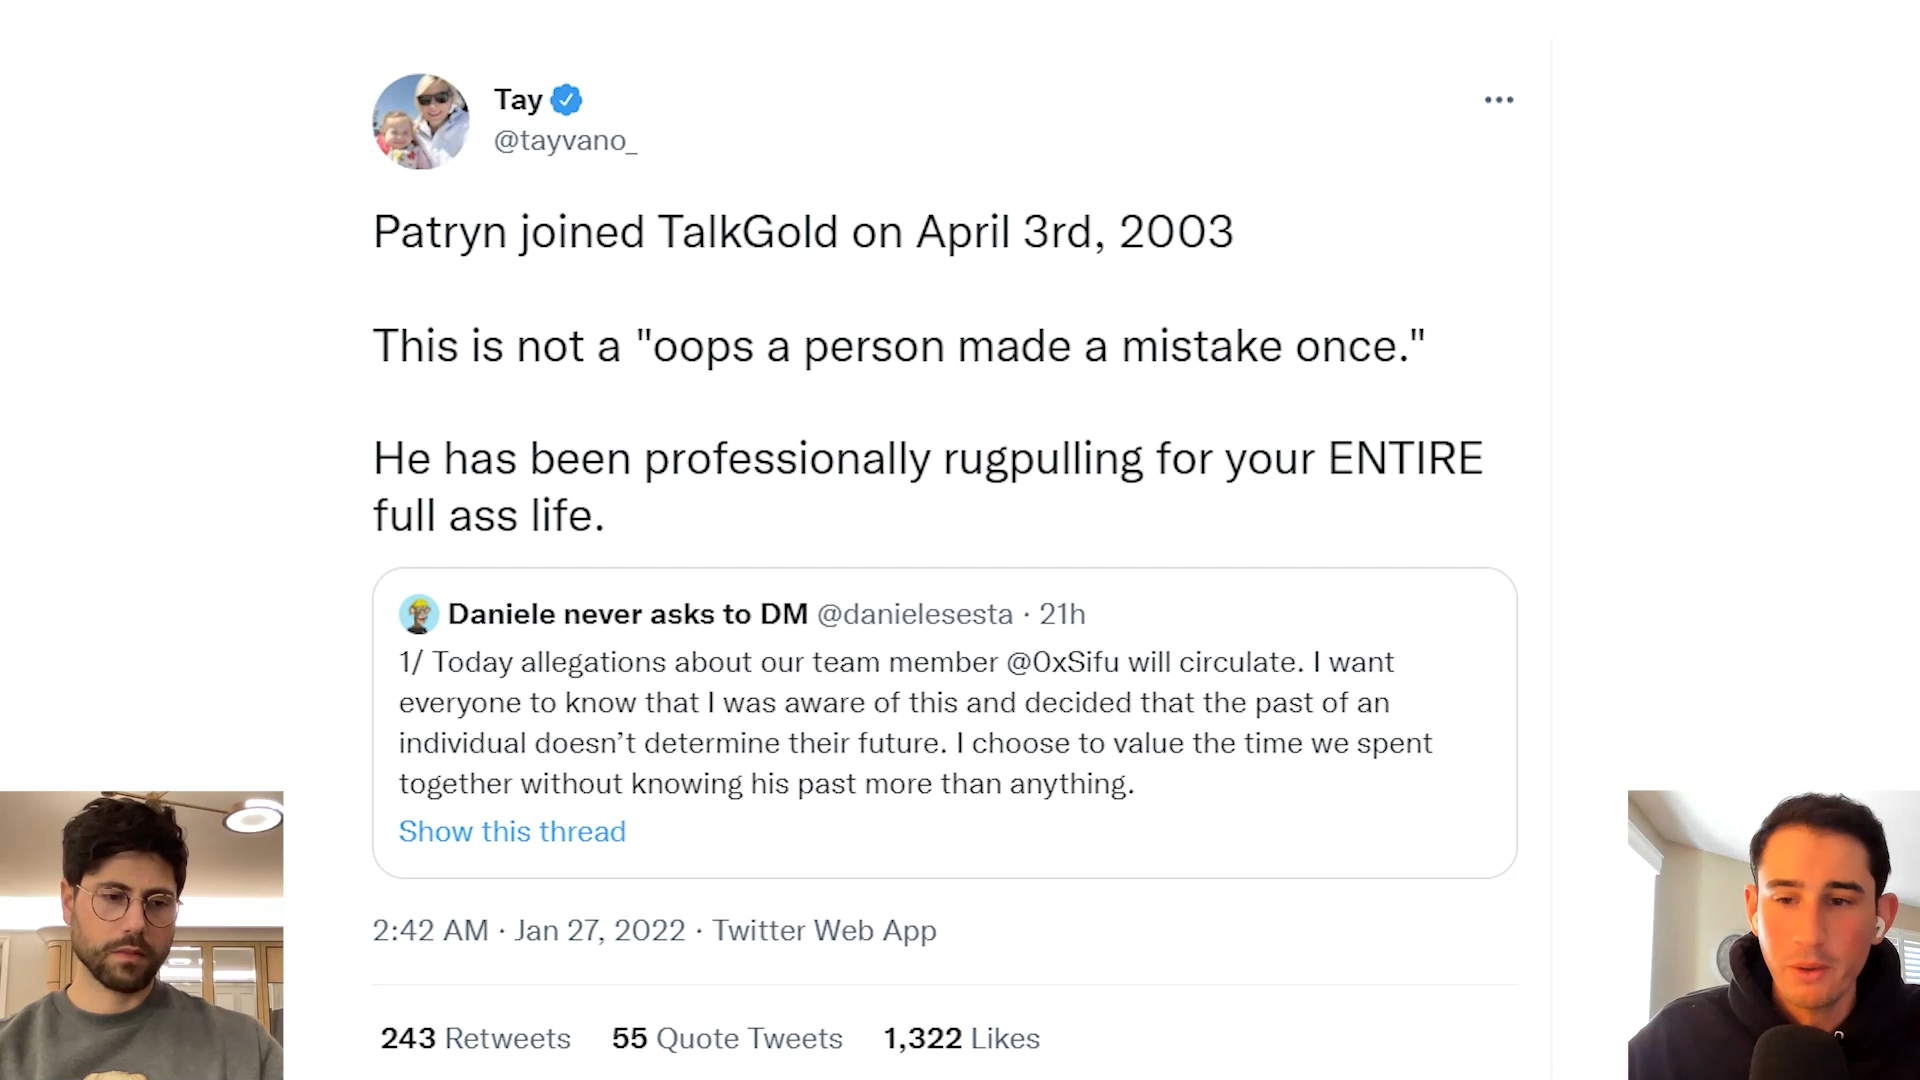 Tay
@tayvano_
Patryn joined TalkGold on April 3rd, 2003
This is not a "oops a person made a mistake once."
He has been professionally rugpulling for your ENTIRE
full ass life.
Daniele never asks to DM @danielesesta · 21h
1/ Today allegations about our team member @0xSifu will circulate. I want
everyone to know that I was aware of this and decided that the past of an
individual doesn’t determine their future. I choose to value the time we spent
together without knowing his past more than anything.
Show this thread
2:42 AM · Jan 27, 2022 · Twitter Web App
243 Retweets 55 Quote Tweets 1,322 Likes